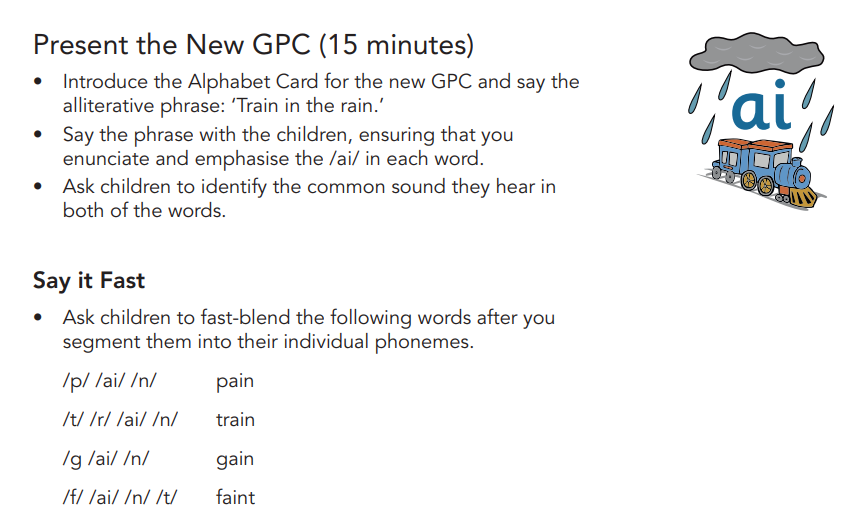 Present the New GPC (15 minutes)
• Introduce the Alphabet Card for the new GPC and say the
alliterative phrase: ‘Train in the rain.’
• Say the phrase with the children, ensuring that you
enunciate and emphasise the /ai/ in each word.
• Ask children to identify the common sound they hear in
both of the words.
ai
Say it Fast
• Ask children to fast-blend the following words after you
segment them into their individual phonemes.
/p/ /ai/ /n/ pain
/t/ /r/ /ai/ /n/ train
/g /ai/ /n/ gain
/f/ /ai/ /n/ /t/ faint